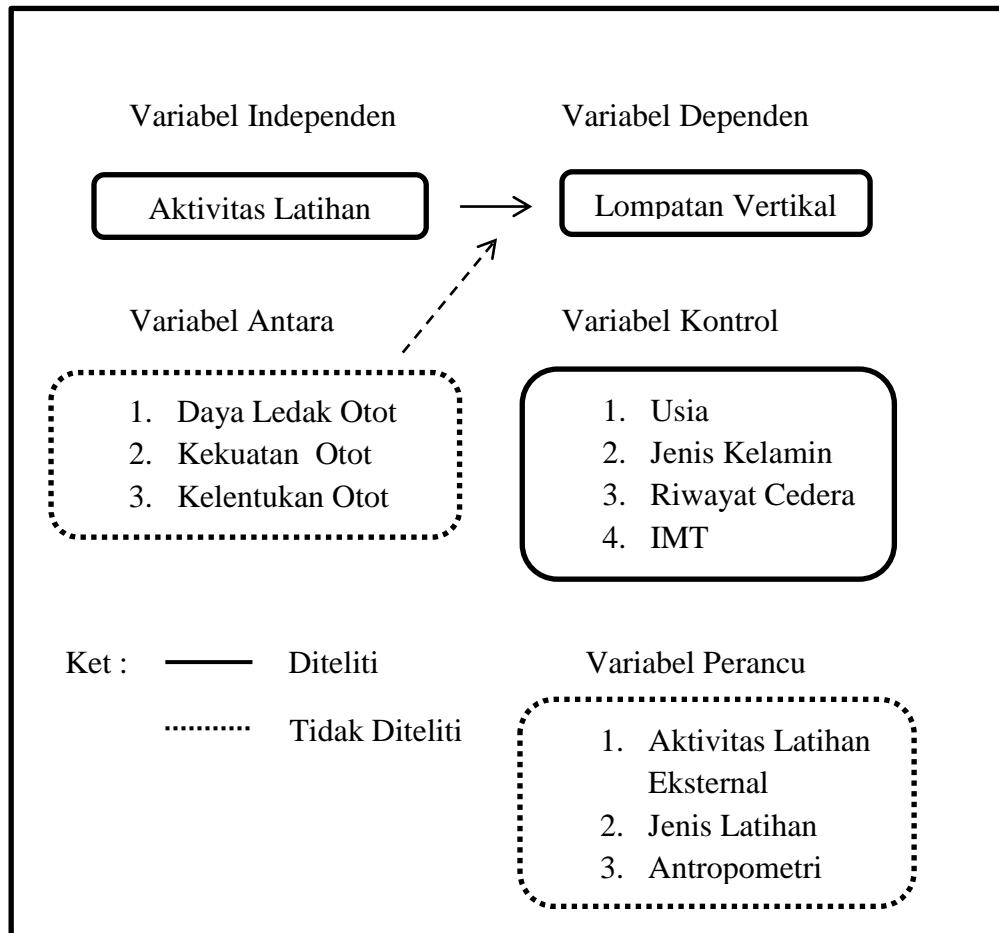 Variabel Independen
Variabel Dependen
Aktivitas Latihan
Lompatan Vertikal
Variabel Antara
Variabel Kontrol
1. Daya Ledak Otot
2. Kekuatan Otot
3. Kelentukan Otot
1. Usia
2. Jenis Kelamin
3. Riwayat Cedera
4. IMT
Ket :
Diteliti
Tidak Diteliti
Variabel Perancu
1. Aktivitas Latihan
Eksternal
2. Jenis Latihan
3. Antropometri